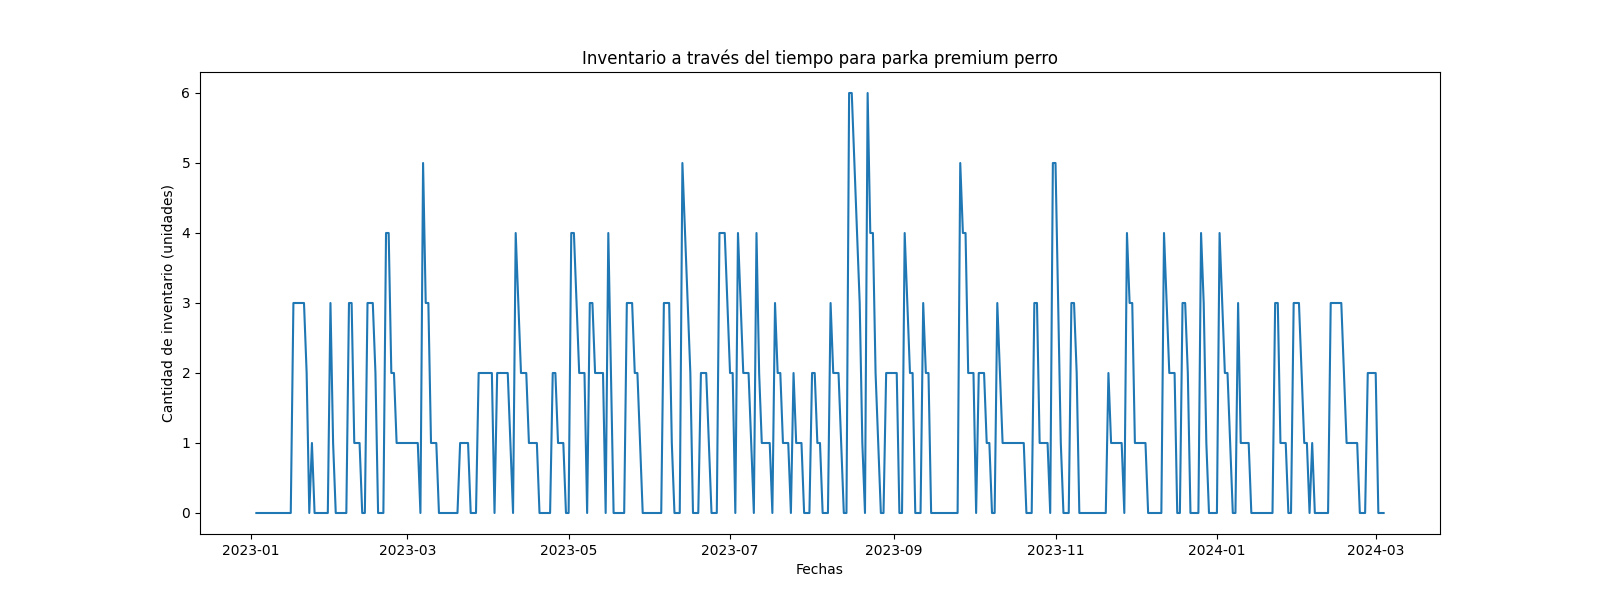 Inventario a través del tiempo para parka premium perro
Cantidad de inventario (unidades)
6
5
4
3
2
1
0
2023-01 2023-03 2023-05 2023-07 2023-09 2023-11 2024-01 2024-03
Fechas